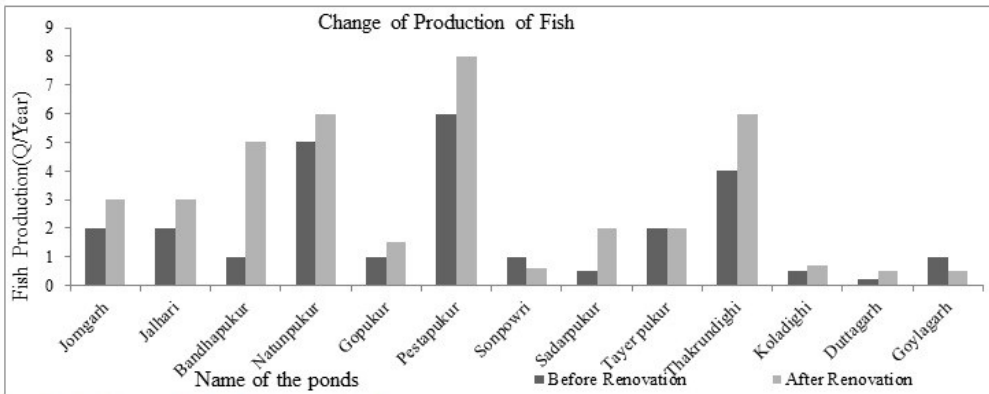 Change of Production of Fish
Fish Production(Q/Year)
9
8
7
6
5
4
3
2
1
0
Jomgarh
Jalhari
Bandhapukur
Natunpukur
Gopukur
Pestapukur
Sonpowri
Sadarpukur
Tayer pukur
Thakrundighi
Koladighi
Duttagarh
Goylagarh
Name of the ponds
Before Renovation
After Renovation